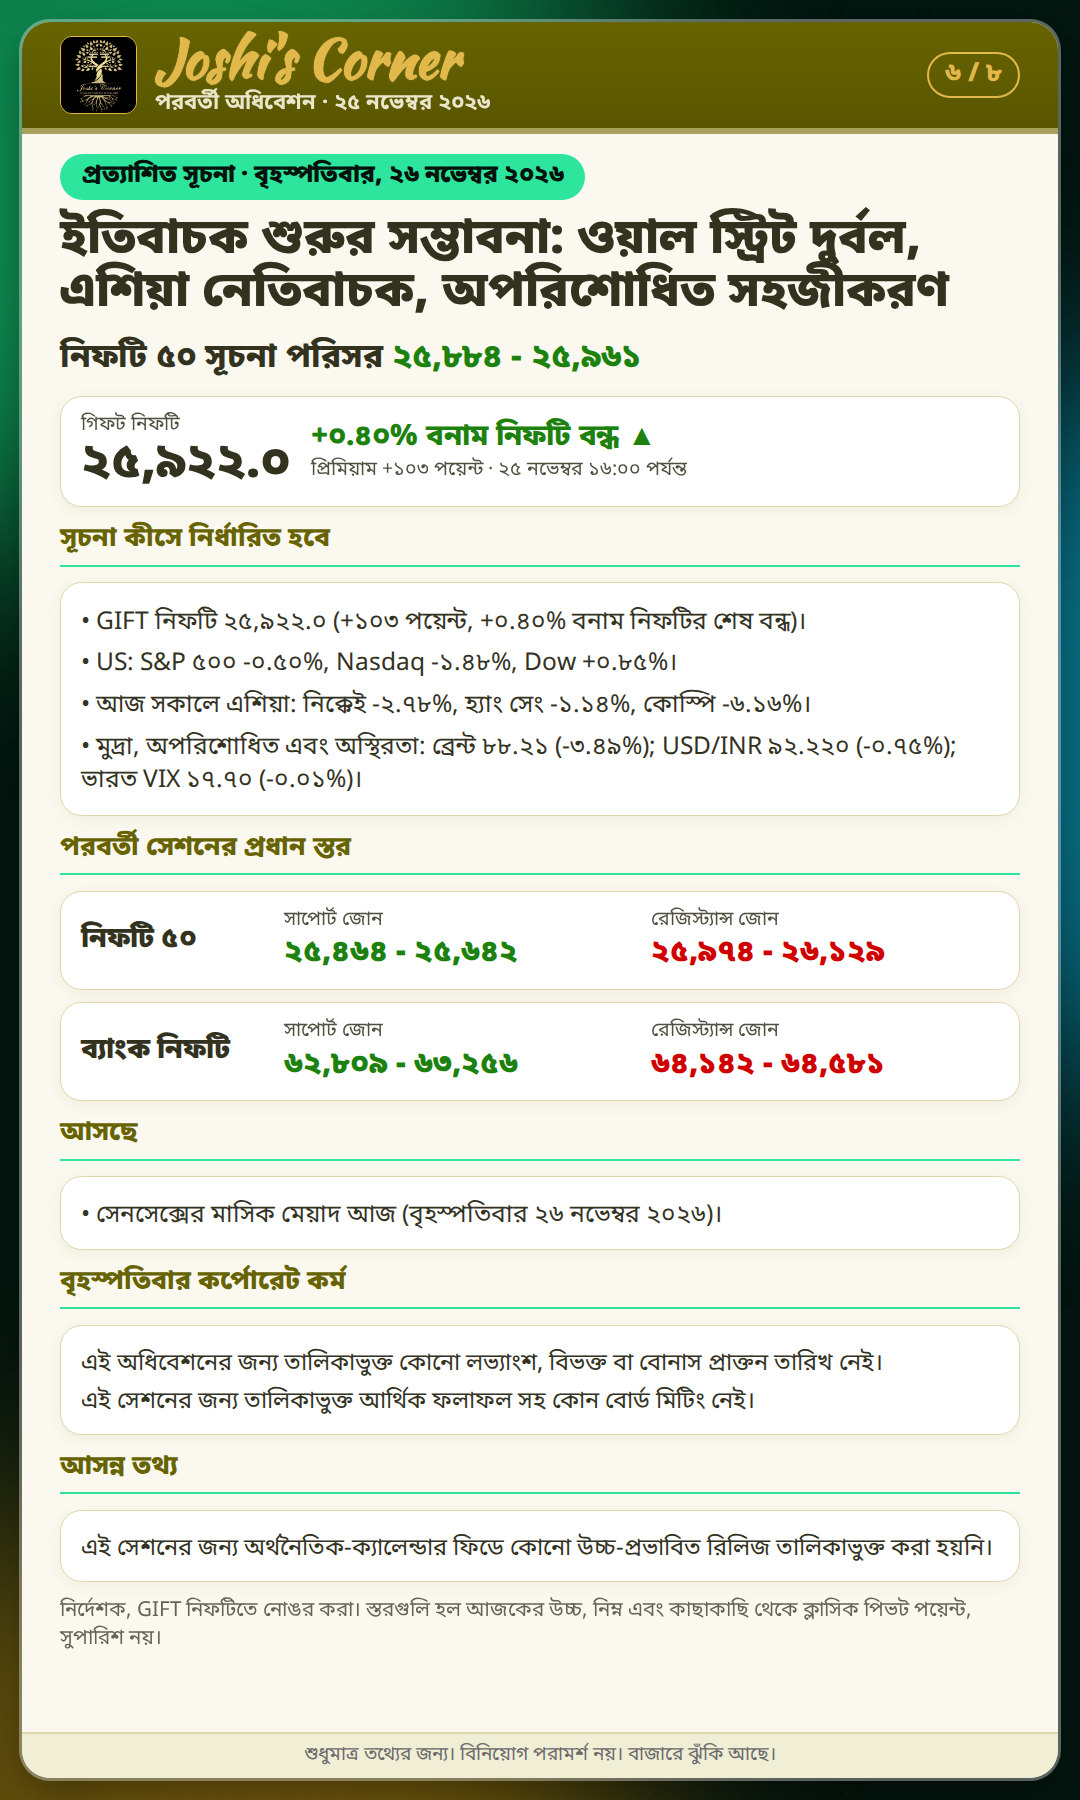 Joshi's Corner
Joshi's Corner
পরবর্তী অধিবেশন · ২৫ নভেম্বর ২০২৬
৬ / ৮
প্রত্যাশিত সূচনা · বৃহস্পতিবার, ২৬ নভেম্বর ২০২৬
ইতিবাচক শুরুর সম্ভাবনা: ওয়াল স্ট্রিট দুর্বল,
এশিয়া নেতিবাচক, অপরিশোধিত সহজীকরণ
নিফটি ৫০ সূচনা পরিসর ২৫,৮৮৪ - ২৫,৯৬১
গিফট নিফটি
২৫,৯২২.০
+০.৪০% বনাম নিফটি বন্ধ ▲
প্রিমিয়াম +১০৩ পয়েন্ট · ২৫ নভেম্বর ১৬:০০ পর্যন্ত
সূচনা কীসে নির্ধারিত হবে
• GIFT নিফটি ২৫,৯২২.০ (+১০৩ পয়েন্ট, +০.৪০% বনাম নিফটির শেষ বন্ধ)।
• US: S&P ৫০০ -০.৫০%, Nasdaq -১.৪৮%, Dow +০.৮৫%।
• আজ সকালে এশিয়া: নিক্কেই -২.৭৮%, হ্যাং সেং -১.১৪%, কোস্পি -৬.১৬%।
• মুদ্রা, অপরিশোধিত এবং অস্থিরতা: ব্রেন্ট ৮৮.২১ (-৩.৪৯%); USD/INR ৯২.২২০ (-০.৭৫%);
ভারত VIX ১৭.৭০ (-০.০১%)।
পরবর্তী সেশনের প্রধান স্তর
নিফটি ৫০
সাপোর্ট জোন
২৫,৪৬৪ - ২৫,৬৪২
রেজিস্ট্যান্স জোন
২৫,৯৭৪ - ২৬,১২৯
ব্যাংক নিফটি
সাপোর্ট জোন
৬২,৮০৯ - ৬৩,২৫৬
রেজিস্ট্যান্স জোন
৬৪,১৪২ - ৬৪,৫৮১
আসছে
• সেনসেক্সের মাসিক মেয়াদ আজ (বৃহস্পতিবার ২৬ নভেম্বর ২০২৬)।
বৃহস্পতিবার কর্পোরেট কর্ম
এই অধিবেশনের জন্য তালিকাভুক্ত কোনো লভ্যাংশ, বিভক্ত বা বোনাস প্রাক্তন তারিখ নেই।
এই সেশনের জন্য তালিকাভুক্ত আর্থিক ফলাফল সহ কোন বোর্ড মিটিং নেই।
আসন্ন তথ্য
এই সেশনের জন্য অর্থনৈতিক-ক্যালেন্ডার ফিডে কোনো উচ্চ-প্রভাবিত রিলিজ তালিকাভুক্ত করা হয়নি।
নির্দেশক, GIFT নিফটিতে নোঙর করা। স্তরগুলি হল আজকের উচ্চ, নিম্ন এবং কাছাকাছি থেকে ক্লাসিক পিভট পয়েন্ট,
সুপারিশ নয়।
শুধুমাত্র তথ্যের জন্য। বিনিয়োগ পরামর্শ নয়। বাজারে ঝুঁকি আছে।